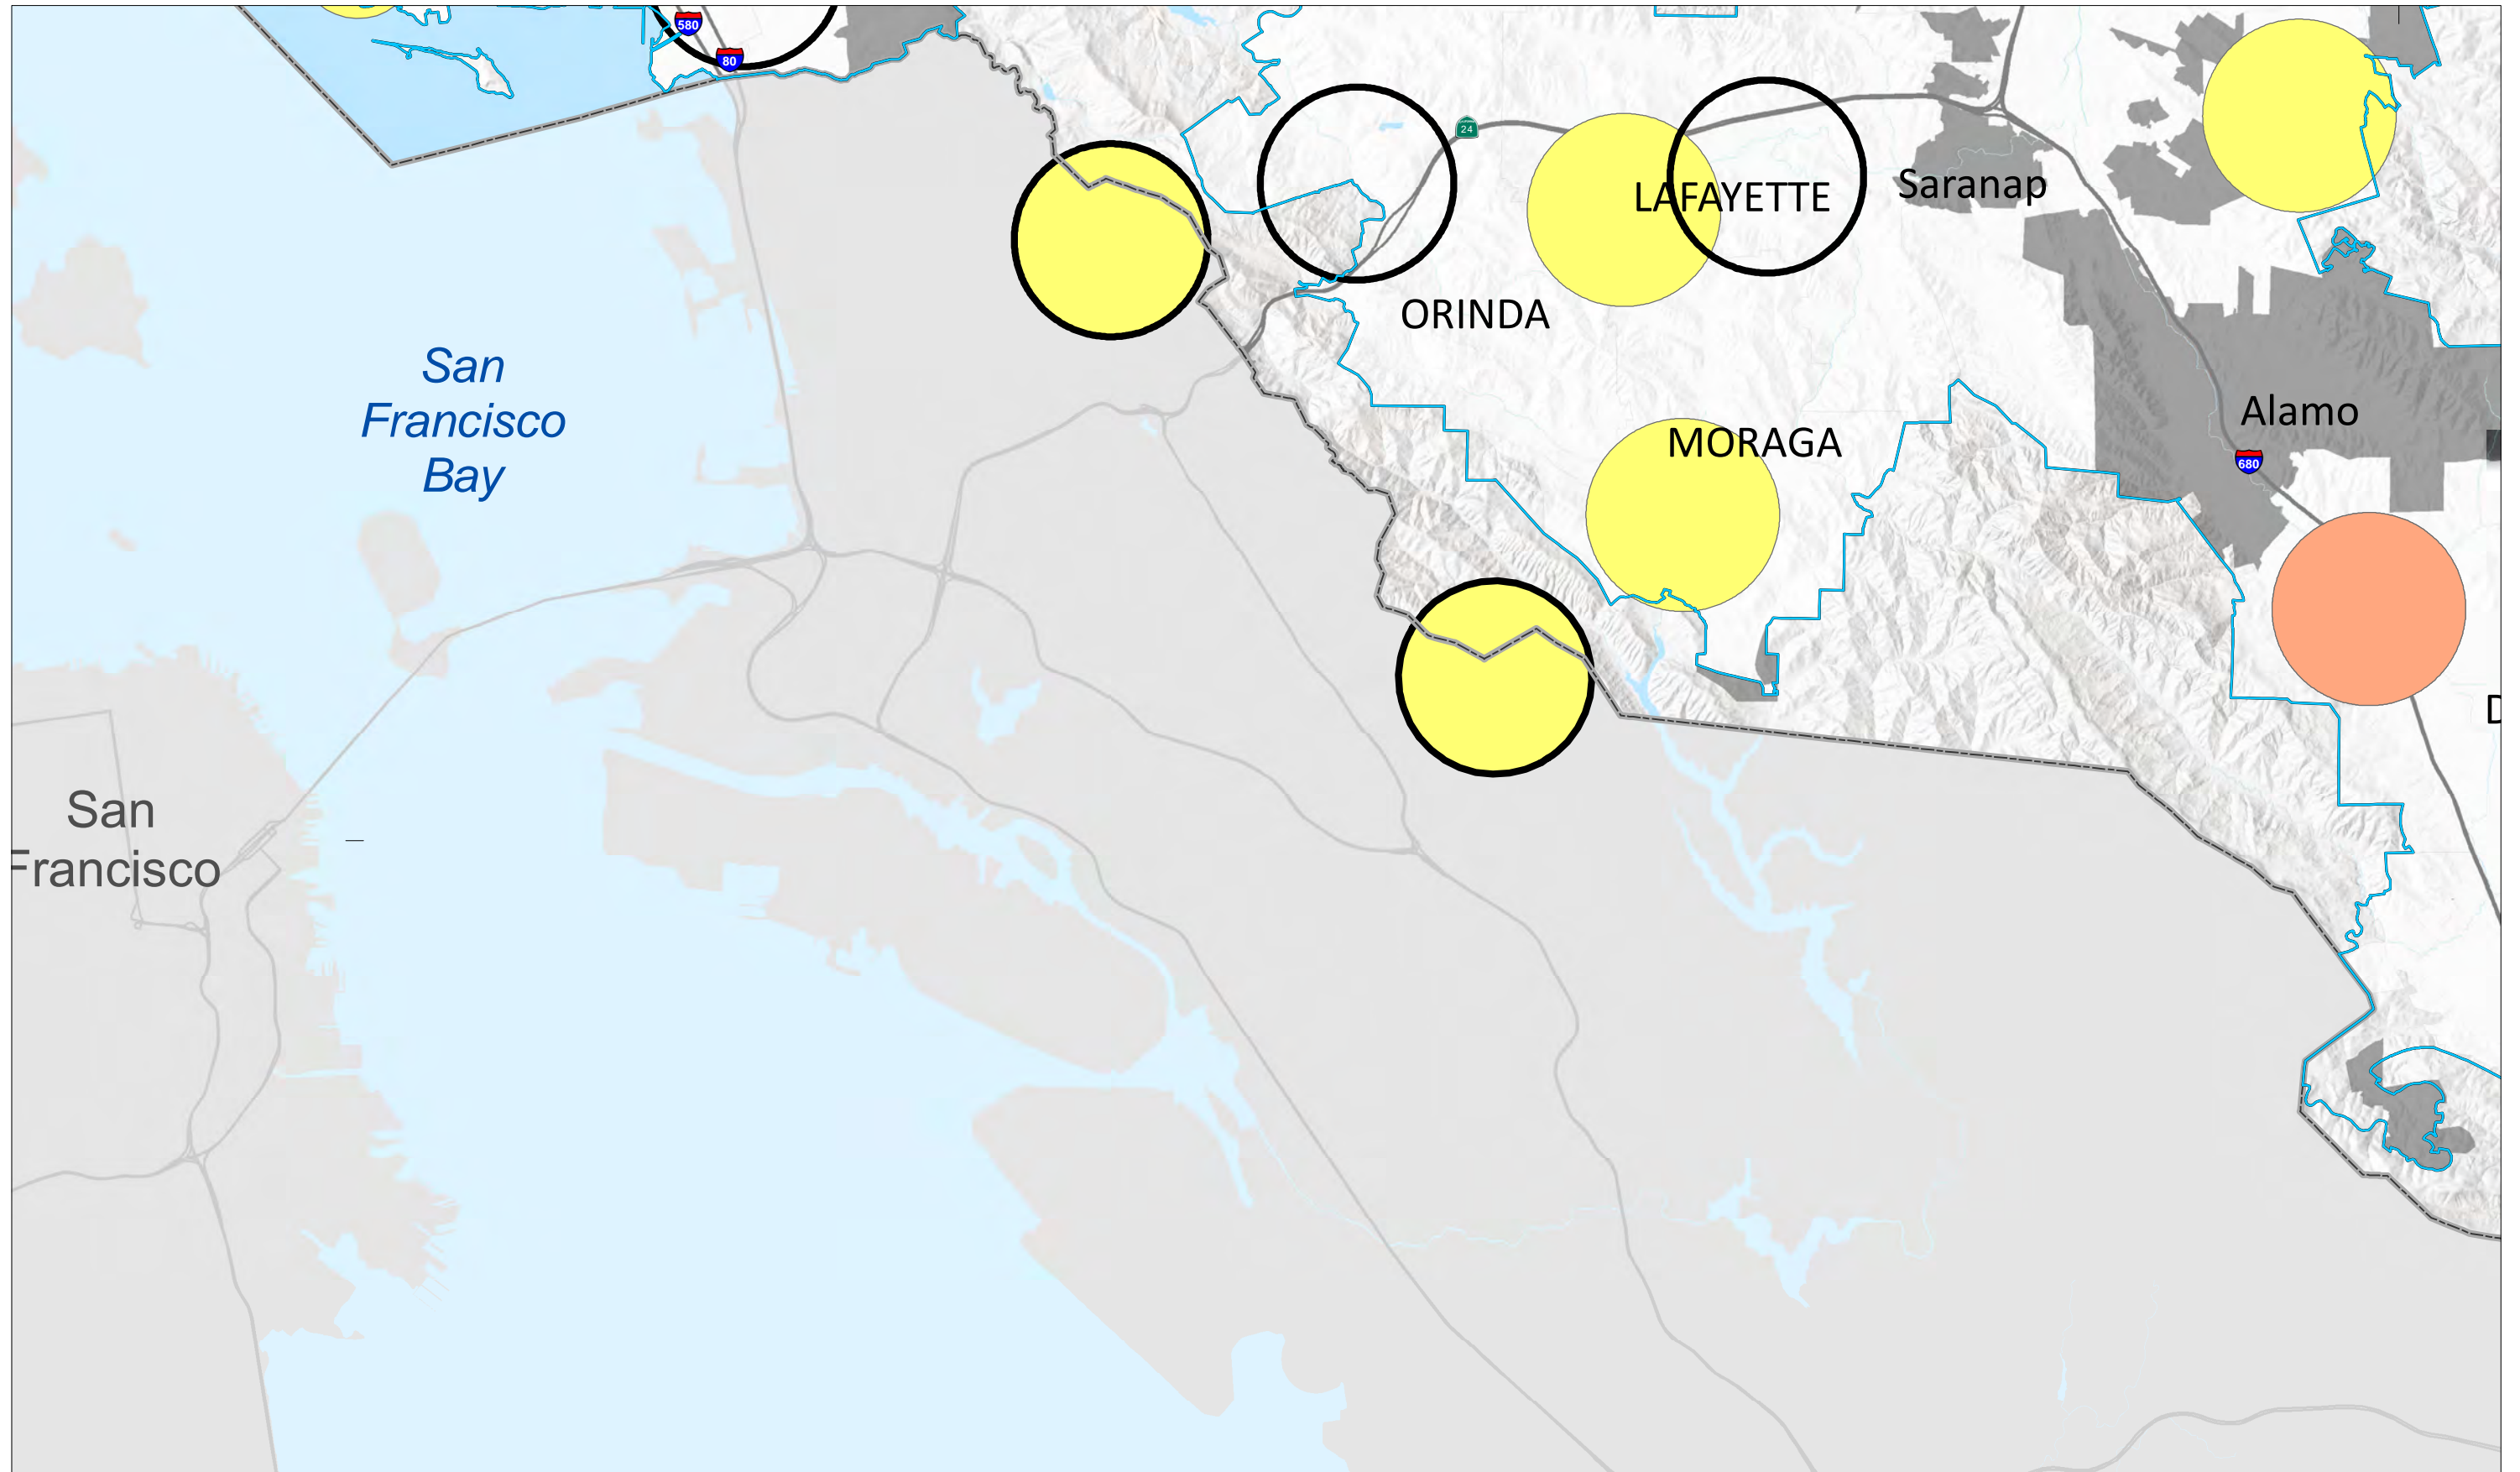 580
80
24
LAFAYETTE
Saranap
ORINDA
San
Francisco
Bay
Alamo
MORAGA
680
D
San
Francisco